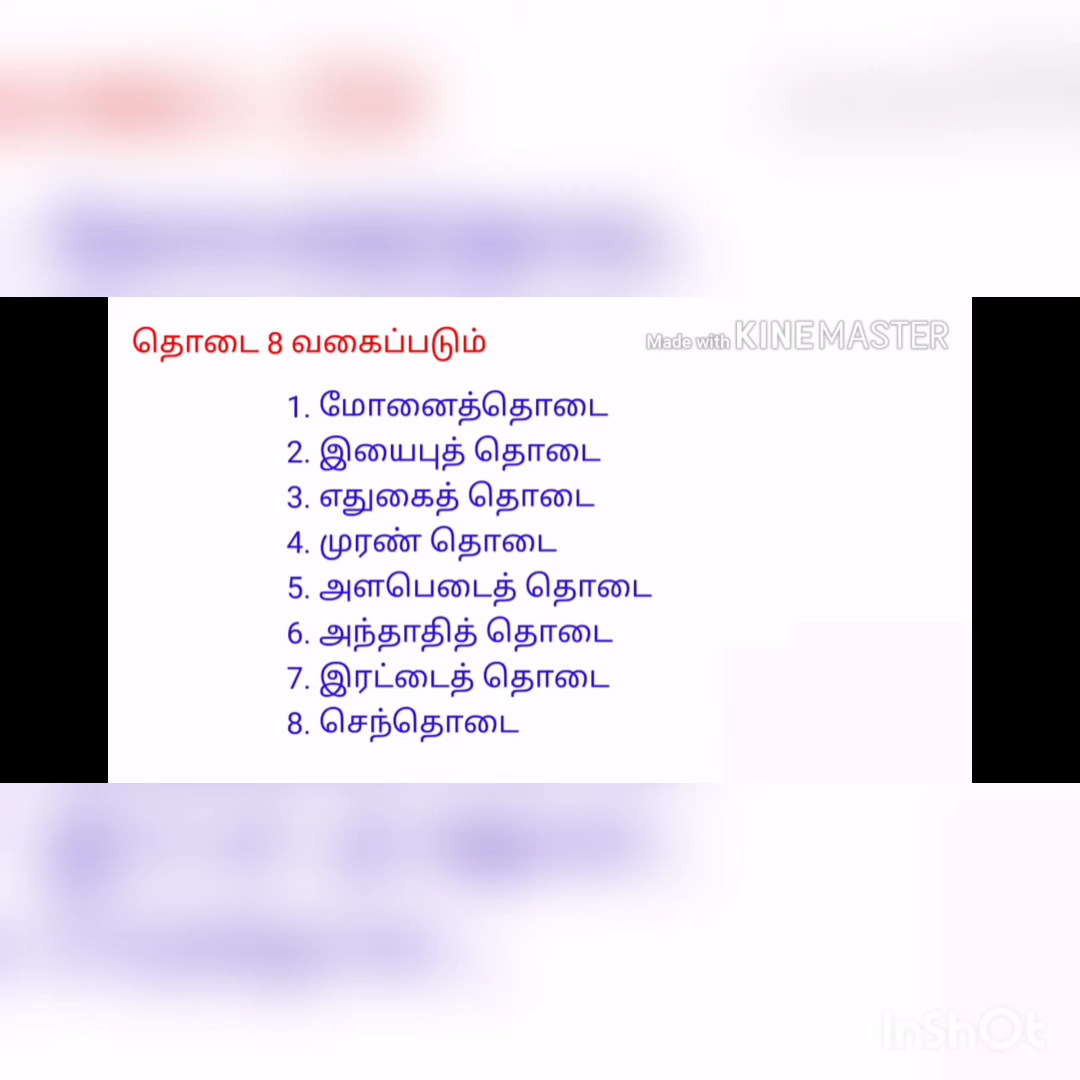 தொடை 8 வகைப்படும்
Made with KINEMASTER
1. மோனைத்தொடை
2. இயைபுத் தொடை
3. எதுகைத் தொடை
4. முரண் தொடை
5. அளபெடைத் தொடை
6. அந்தாதித் தொடை
7. இரட்டைத் தொடை
8. செந்தொடை
InShOt